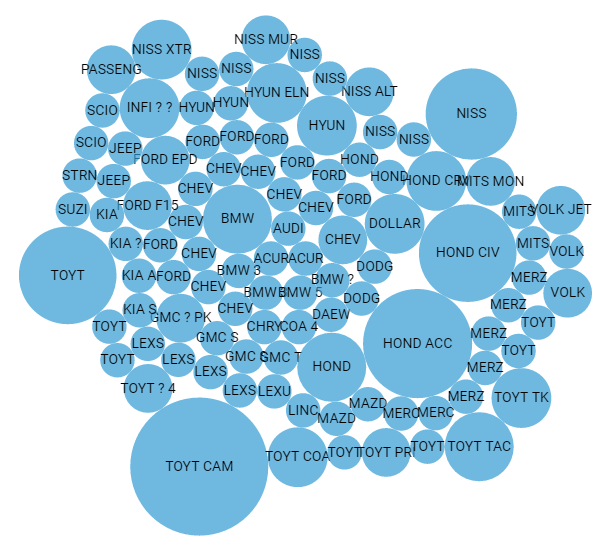 NISS MUR
NISS XTR
NISS
PASSENG
NISS
NISS
NISS
NISS ALT
HYUN ELN
SCIO
INFI ? ?
HYUN
HYUN
NISS
HYUN
NISS
NISS
SCIO
JEEP
FORD
FORD
FORD
FORD EPD
FORD
HOND
STRN
JEEP
CHEV
CHEV
FORD
HOND
HOND CRV
MITS MON
CHEV
CHEV
FORD
SUZI
KIA
FORD F15
CHEV
BMW
CHEV
DOLLAR
MITS
VOLK JET
AUDI
CHEV
KIA ?
FORD
CHEV
HOND CIV
MITS
VOLK
TOYT
KIA A
FORD
BMW 3
ACUR
ACUR
DODG
MERZ
CHEV
BMW
BMW 5
BMW ?
DODG
VOLK
KIA S
GMC ? PK
CHEV
DAEW
MERZ
TOYT
CHRY
COA 4
TOYT
LEXS
GMC S
HOND ACC
MERZ
TOYT
TOYT
LEXS
GMC S
GMC T
HOND
MERZ
LEXS
TOYT ? 4
LEXS
LEXU
MERZ
TOYT TK
LINC
MAZD
MAZD
MERC
MERC
TOYT CAM
TOYT COA
TOYT
TOYT PRI
TOYT
TOYT TAC